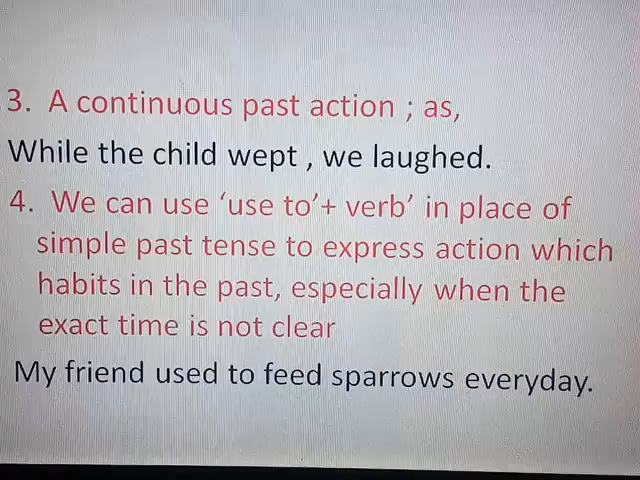 3. A continuous past action ; as,
While the child wept , we laughed.
4. We can use ‘use to’+ verb’ in place of
simple past tense to express action which
habits in the past, especially when the
exact time is not clear
My friend used to feed sparrows everyday.